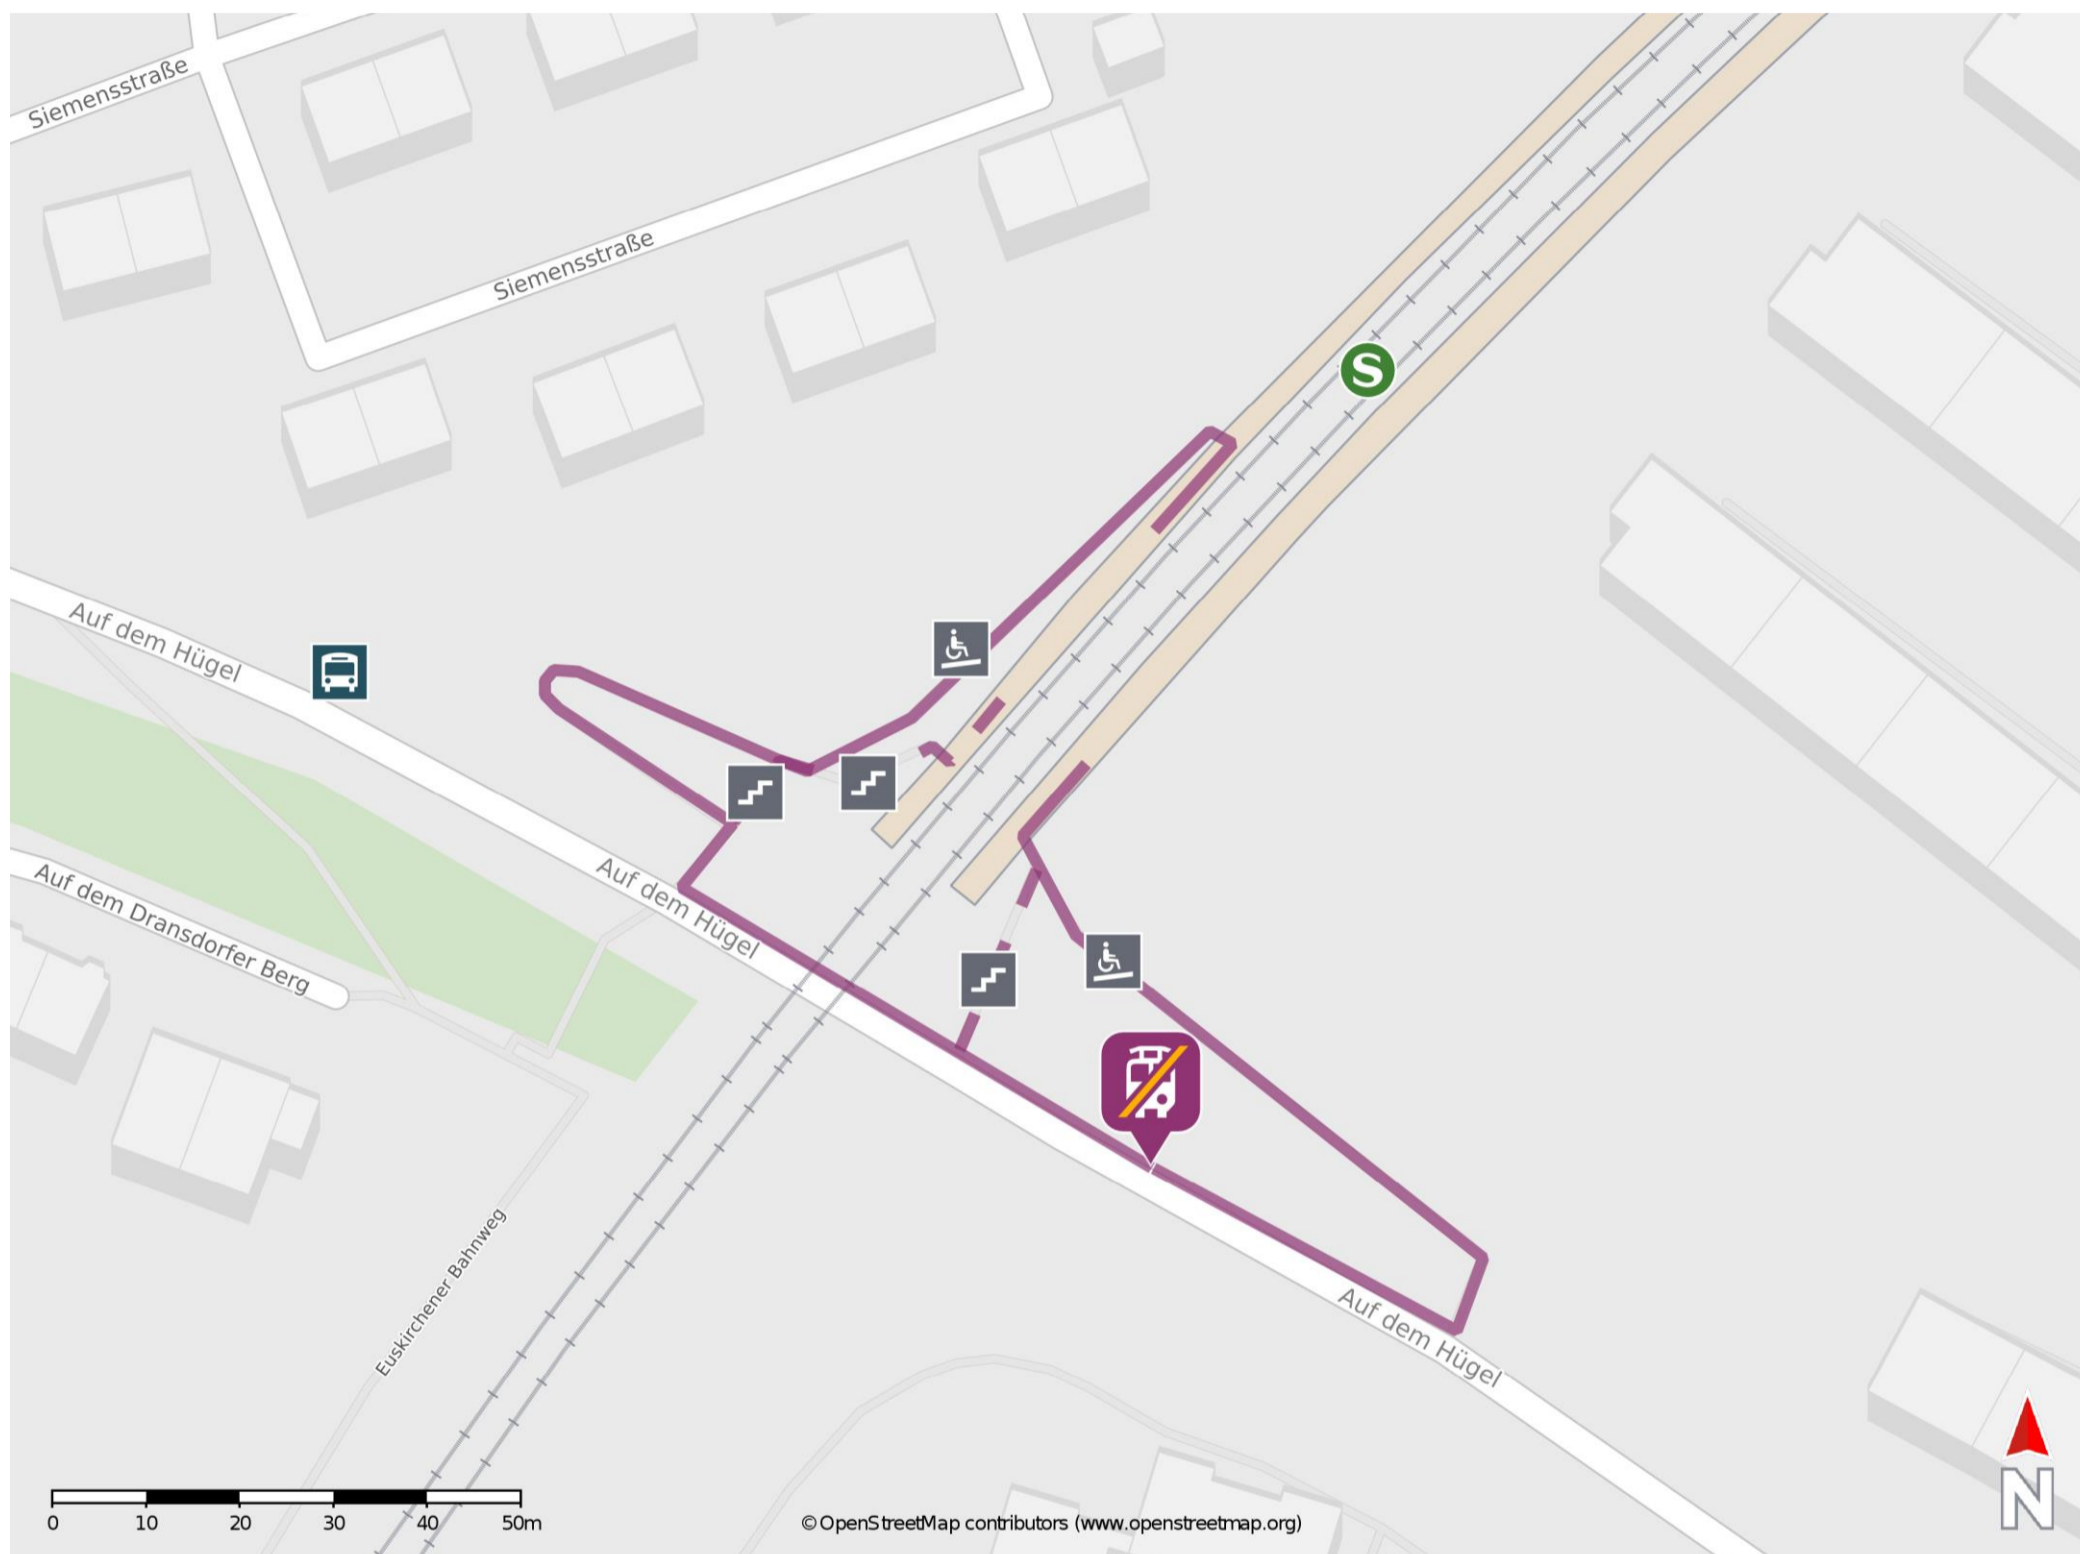 Siemensstraße
Siemensstraße
S
Auf dem Hügel
Auf dem Hügel
Auf dem Dransdorfer Berg
Euskirchener Bahnweg
Auf dem Hügel
0 10 20 30 40 50m
© OpenStreetMap contributors (www.openstreetmap.org)
N